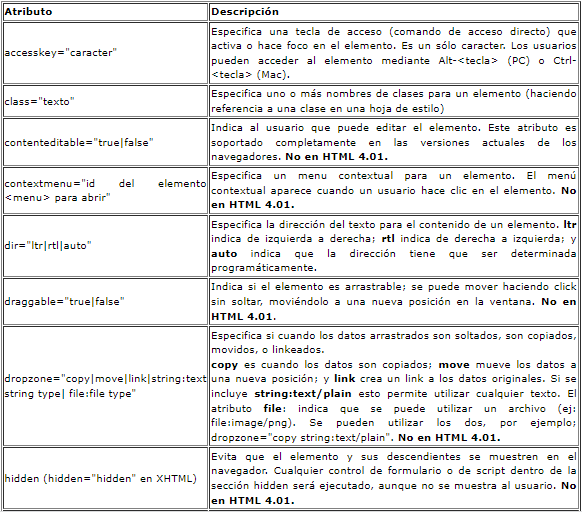 Atributo
Descripción
accesskey="caracter"
Especifica una tecla de acceso (comando de acceso directo) que
activa o hace foco en el elemento. Es un sólo caracter. Los usuarios
pueden acceder al elemento mediante Alt-<tecla> (PC) o Ctrl-
<tecla> (Mac).
class="texto"
Especifica uno o más nombres de clases para un elemento (haciendo
referencia a una clase en una hoja de estilo)
contenteditable="true|false"
Indica al usuario que puede editar el elemento. Este atributo es
soportado completamente en las versiones actuales de los
navegadores. No en HTML 4.01.
contextmenu="id del elemento
<menu> para abrir"
Especifica un menu contextual para un elemento. El menú
contextual aparece cuando un usuario hace clic en el elemento. No
en HTML 4.01.
dir="ltr|rtl|auto"
Especifica la dirección del texto para el contenido de un elemento. ltr
indica de izquierda a derecha; rtl indica de derecha a izquierda; y
auto indica que la dirección tiene que ser determinada
programáticamente.
draggable="true|false"
Indica si el elemento es arrastrable; se puede mover haciendo click
sin soltar, moviéndolo a una nueva posición en la ventana. No en
HTML 4.01.
dropzone="copy|move|link|string:text
string type| file:file type"
Especifica si cuando los datos arrastrados son soltados, son copiados,
movidos, o linkeados.
copy es cuando los datos son copiados; move mueve los datos a
una nueva posición; y link crea un link a los datos originales. Si se
incluye string:text/plain esto permite utilizar cualquier texto. El
atributo file: indica que se puede utilizar un archivo (ej:
file:image/png). Se pueden utilizar los dos, por ejemplo;
dropzone="copy string:text/plain". No en HTML 4.01.
hidden (hidden="hidden" en XHTML)
Evita que el elemento y sus descendientes se muestren en el
navegador. Cualquier control de formulario o de script dentro de la
sección hidden será ejecutado, aunque no se muestra al usuario. No
en HTML 4.01.